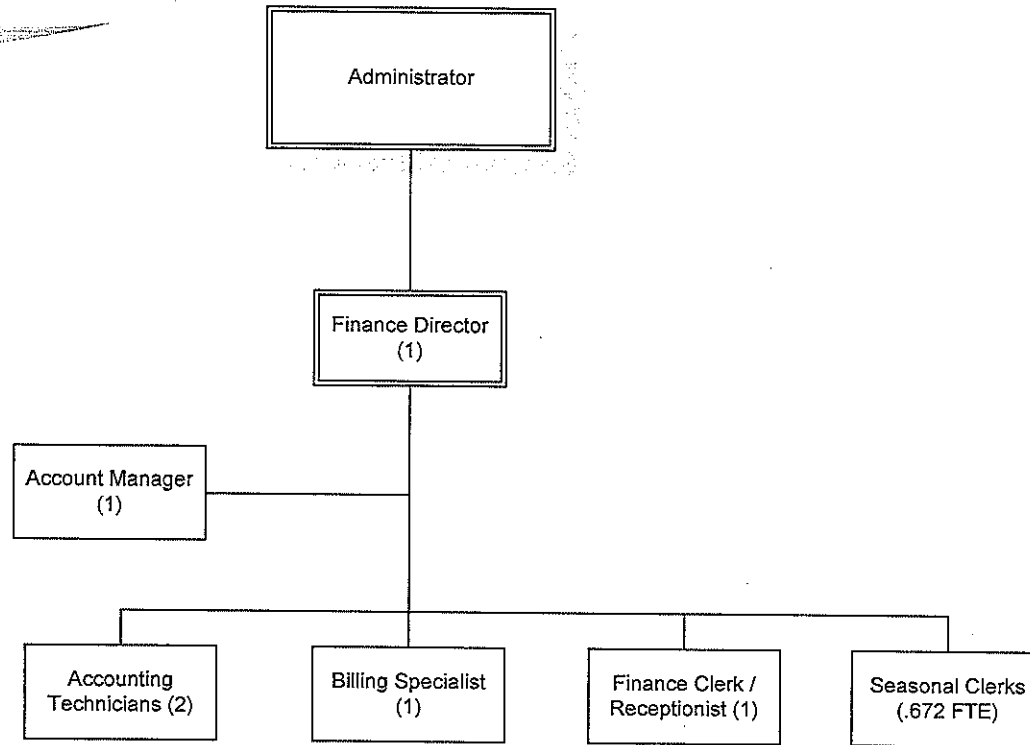 Administrator
Finance Director
(1)
Account Manager
(1)
Accounting
Technicians (2)
Billing Specialist
(1)
Finance Clerk /
Receptionist (1)
Seasonal Clerks
(.672 FTE)